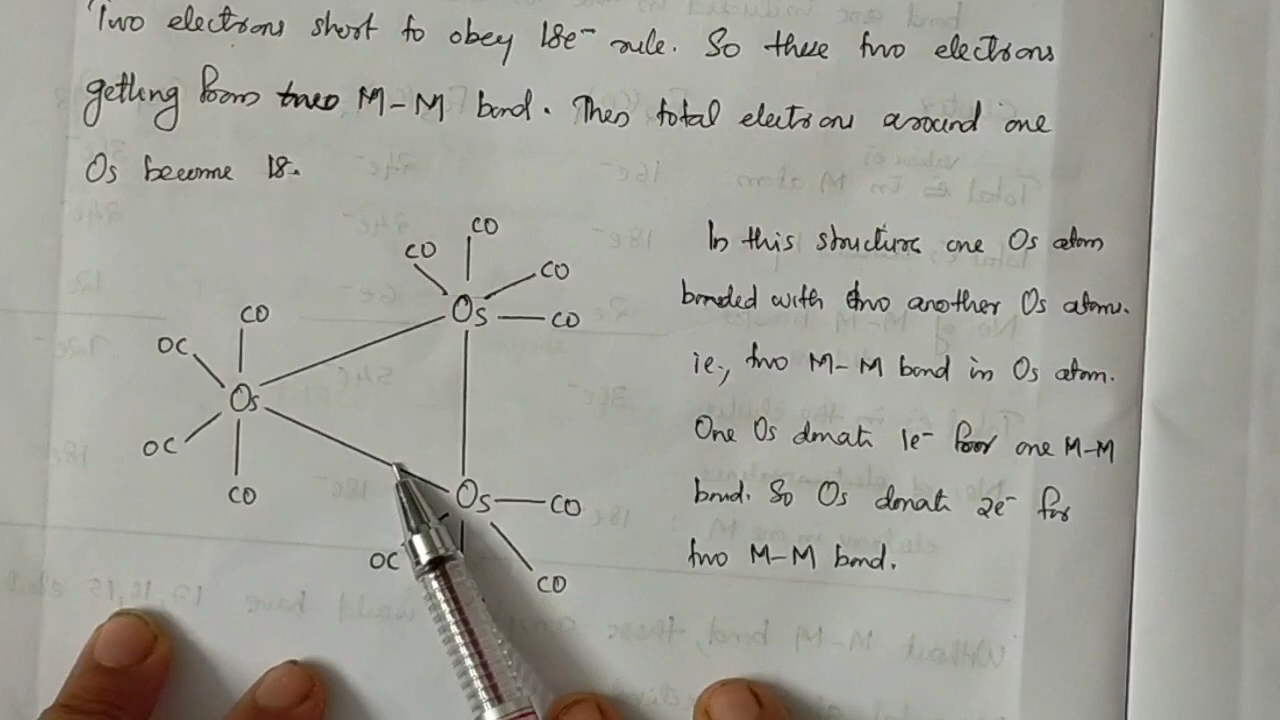 Two electrons short to obey 18e⁻ rule. So these two electrons
getting from two M-M bond. Then total electrons around one
Os become 18.
CO
CO
CO
Os
CO
CO
OC
Os
OC
CO
Os
CO
OC
CO
In this structure one Os atom
bonded with two another Os atoms.
ie., two M-M bond in Os atom.
One Os donate 1e⁻ for one M-M
bond. So Os donate 2e⁻ for
two M-M bond.